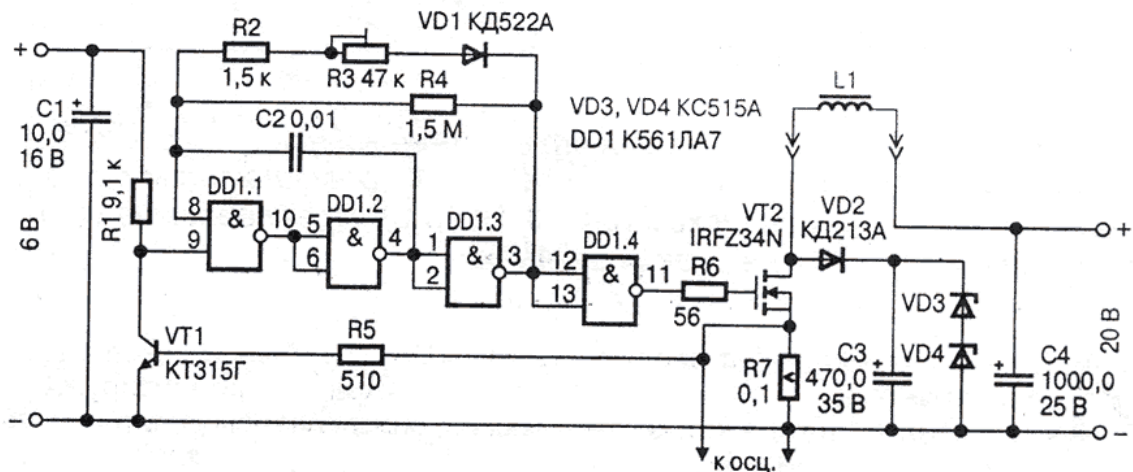 +
C1
+
10,0
16 В
6 В
−
R1 9,1 к
R2
1,5 к
R3 47 к
VD1 КД522А
R4
1,5 М
C2 0,01
DD1.1
&
8
9
10
DD1.2
&
5
6
4
DD1.3
&
1
2
3
DD1.4
&
12
13
11
R6
56
VD3, VD4 КС515А
DD1 К561ЛА7
L1
VT2
IRFZ34N
VD2
КД213А
VT1
КТ315Г
R5
510
R7
0,1
C3
+
470,0
35 В
VD3
VD4
C4
+
1000,0
25 В
+
20 В
−
к осц.